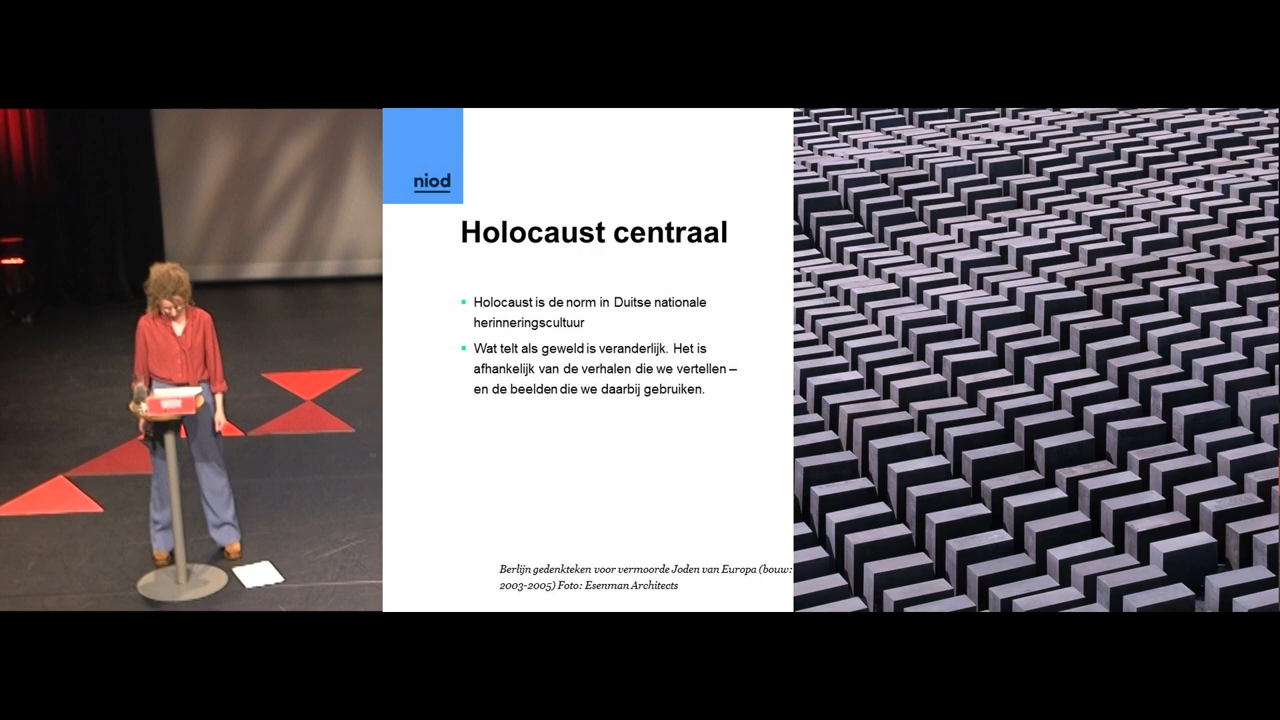 niod
Holocaust centraal
Holocaust is de norm in Duitse nationale
herinneringscultuur
Wat telt als geweld is veranderlijk. Het is
afhankelijk van de verhalen die we vertellen –
en de beelden die we daarbij gebruiken.
Berlijn gedenkteken voor vermoorde Joden van Europa (bouw:
2003-2005) Foto: Esenman Architects